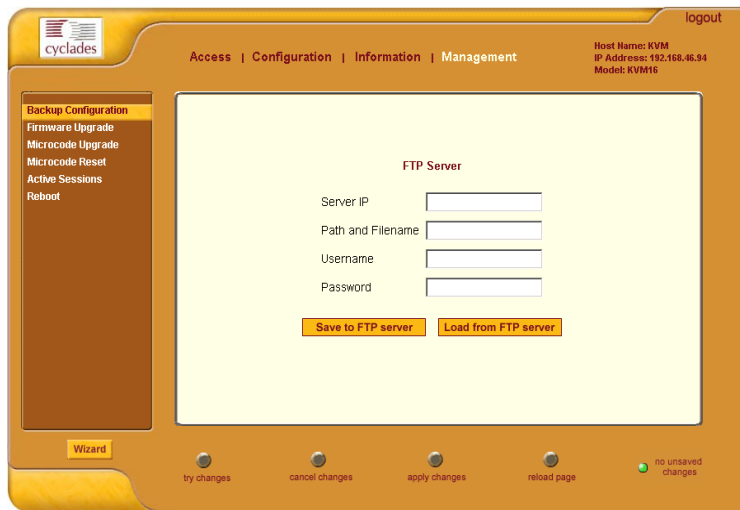 logout
cyclades
Access | Configuration | Information | Management
Host Name: KVM
IP Address: 192.168.46.94
Model: KVM16
Backup Configuration
Firmware Upgrade
Microcode Upgrade
Microcode Reset
Active Sessions
Reboot
FTP Server
Server IP
Path and Filename
Username
Password
Save to FTP server
Load from FTP server
Wizard
try changes
cancel changes
apply changes
reload page
no unsaved
changes